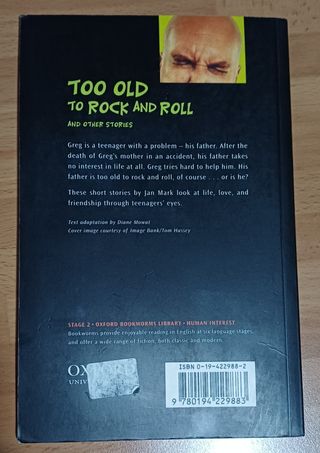 TOO OLD
TO ROCK AND ROLL
AND OTHER STORIES
Greg is a teenager with a problem – his father. After the
death of Greg's mother in an accident, his father takes
no interest in life at all. Greg tries hard to help him. His
father is too old to rock and roll, of course . . . or is he?
These short stories by Jan Mark look at life, love, and
friendship through teenagers' eyes.
Text adaptation by Diane Mowat
Cover image courtesy of Image Bank/Tom Hussey
STAGE 2 • OXFORD BOOKWORMS LIBRARY • HUMAN INTEREST
Bookworms provide enjoyable reading in English at six language stages,
and offer a wide range of fiction, both classic and modern.
OX
UNIV
ISBN 0-19-422988-2
9 780194 229883